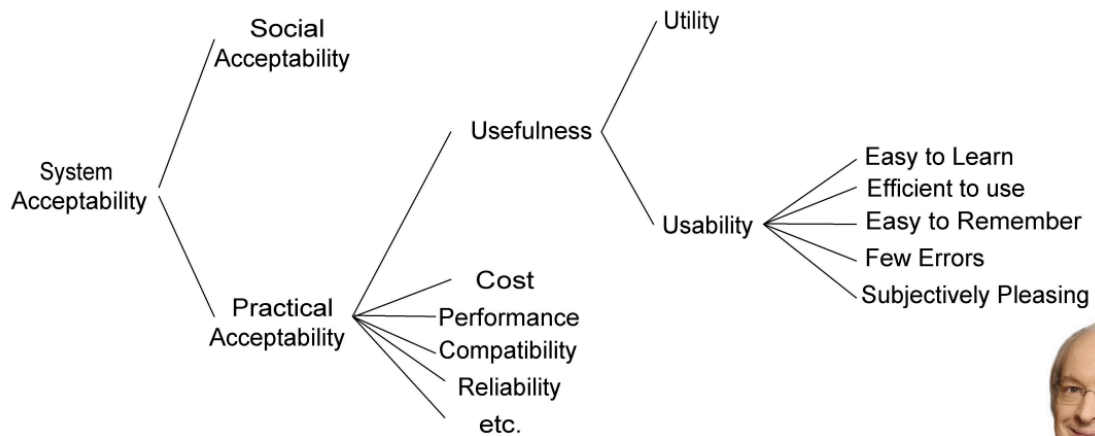 System
Acceptability
Social
Acceptability
Practical
Acceptability
Usefulness
Cost
Performance
Compatibility
Reliability
etc.
Utility
Usability
Easy to Learn
Efficient to use
Easy to Remember
Few Errors
Subjectively Pleasing